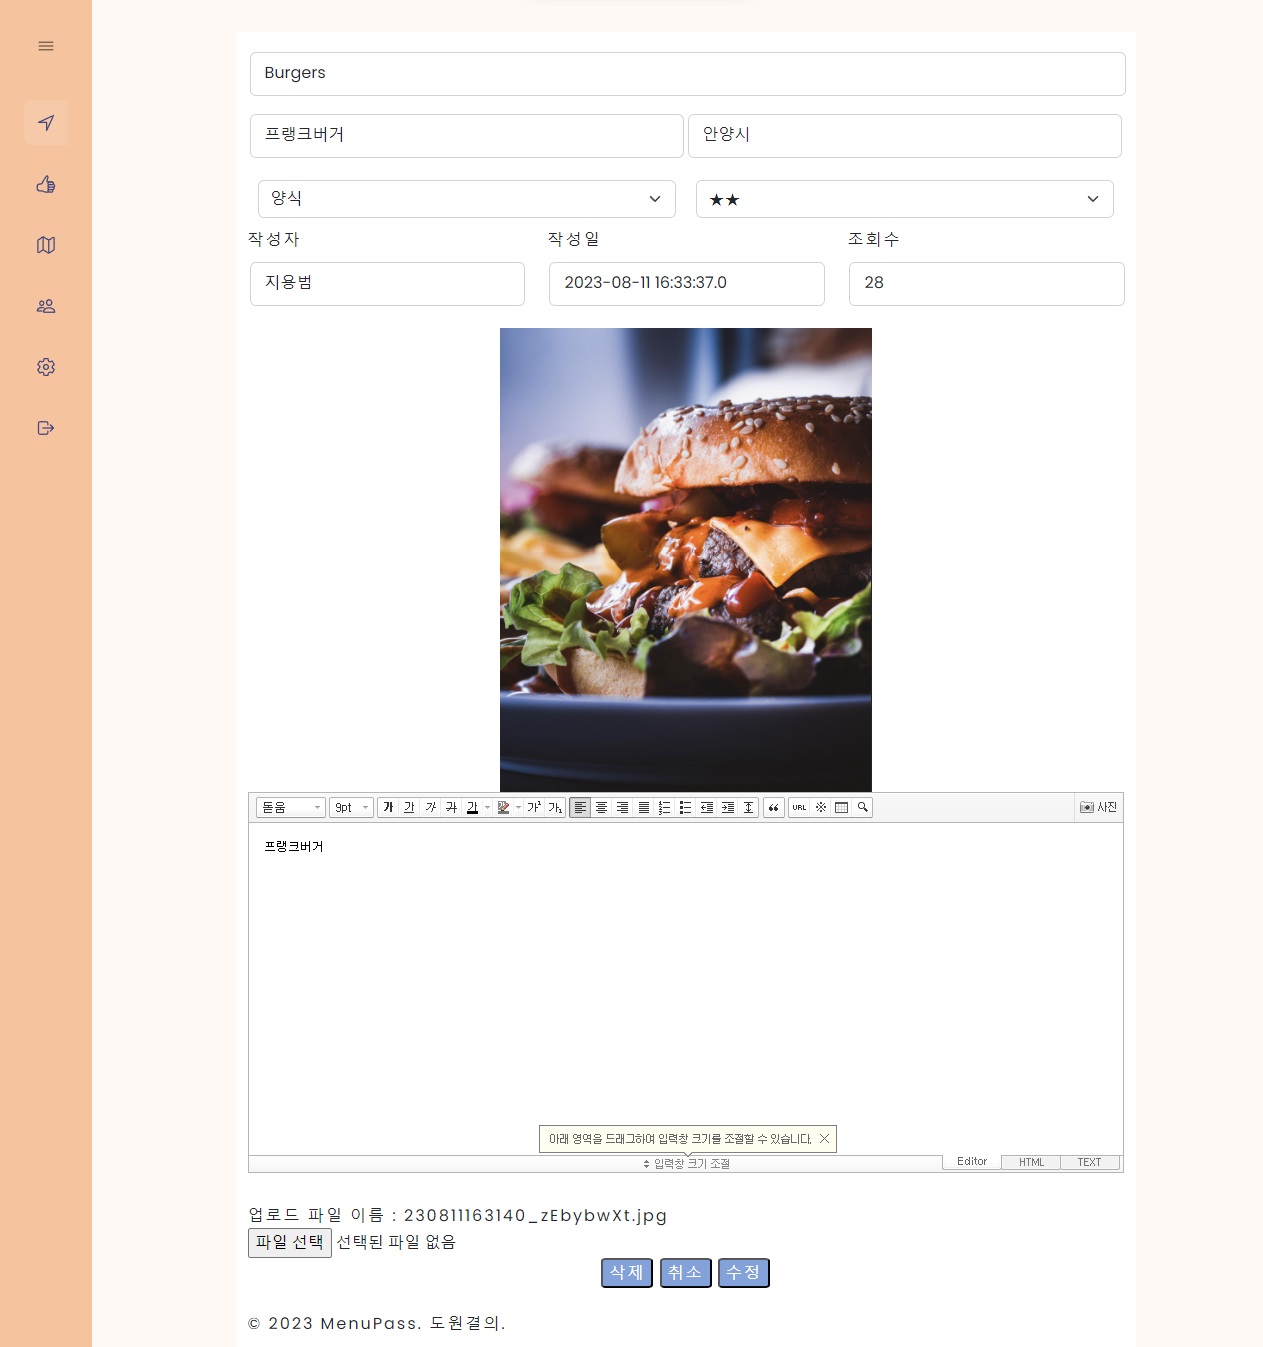 Burgers
프랭크버거 안양시
양식 ★★
작성자 작성일 조회수
지용범 2023-08-11 16:33:37.0 28
돋움 9pt 가 가 가 가 가 가¹ 가₁ URL 사진
프랭크버거
아래 영역을 드래그하여 입력창 크기를 조절할 수 있습니다.
입력창 크기 조절 Editor HTML TEXT
업로드 파일 이름 : 230811163140_zEbybwXt.jpg
파일 선택 선택된 파일 없음
삭제 취소 수정
© 2023 MenuPass. 도원결의.